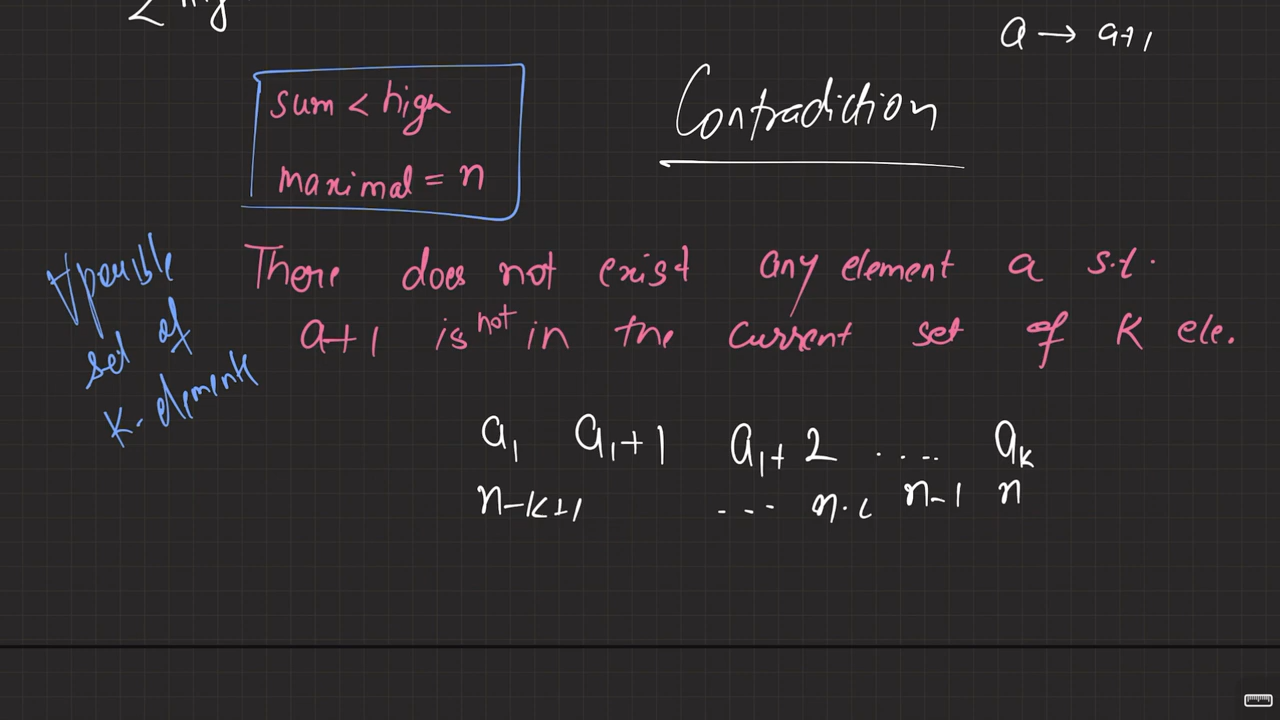 a → a+1
sum < high
Contradiction
maximal = n
There does not exist any element a s.t.
a+1 is not in the current set of K ele.
∀ possible
set of
K- elements
a₁ a₁+1 a₁+2 .... aₖ
n-k+1 ... n-1 n